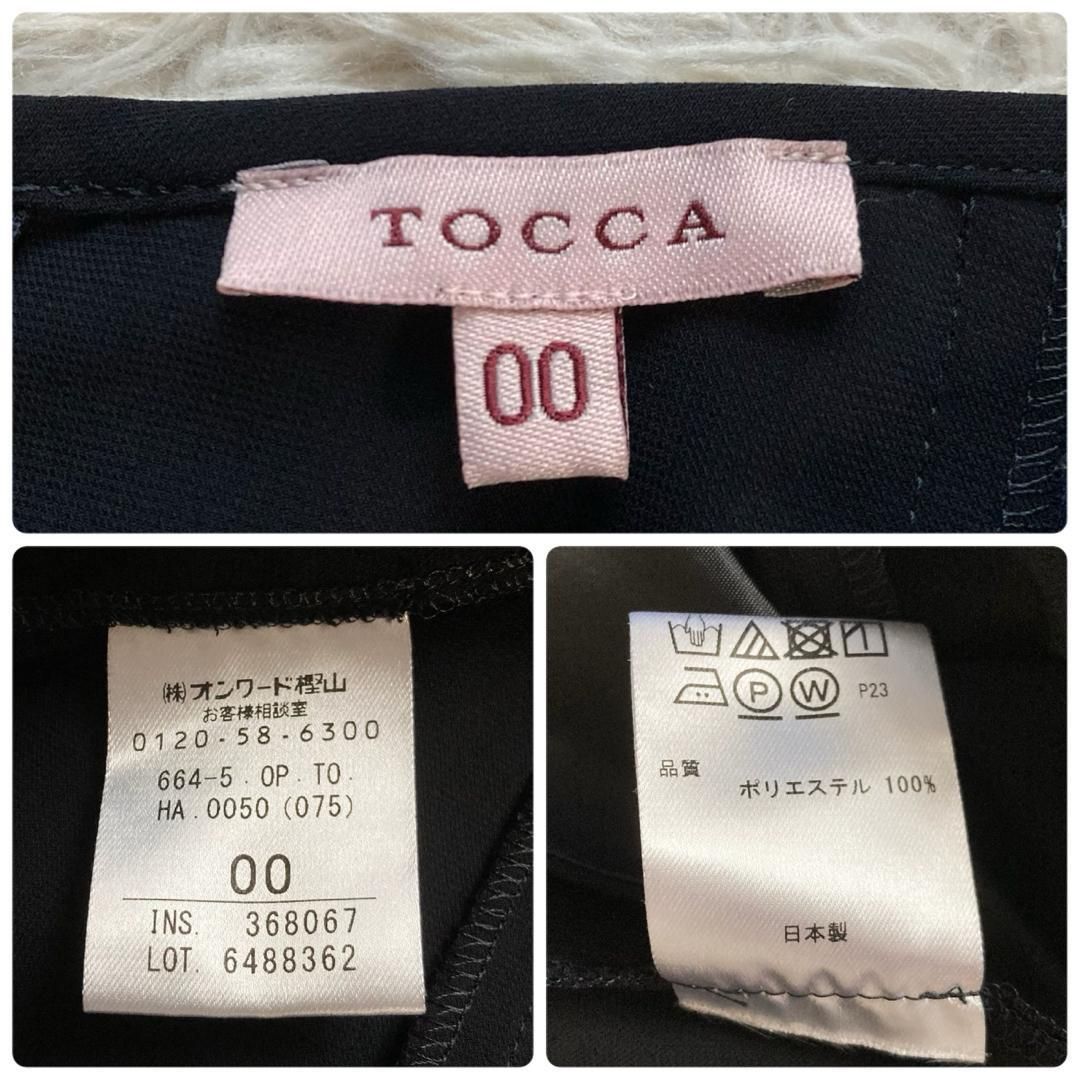 TOCCA
00
㈱オンワード樫山
お客様相談室
0120-58-6300
664-5.OP.TO.
HA.0050(075)
00
INS. 368067
LOT. 6488362
P W P23
品質
ポリエステル 100%
日本製